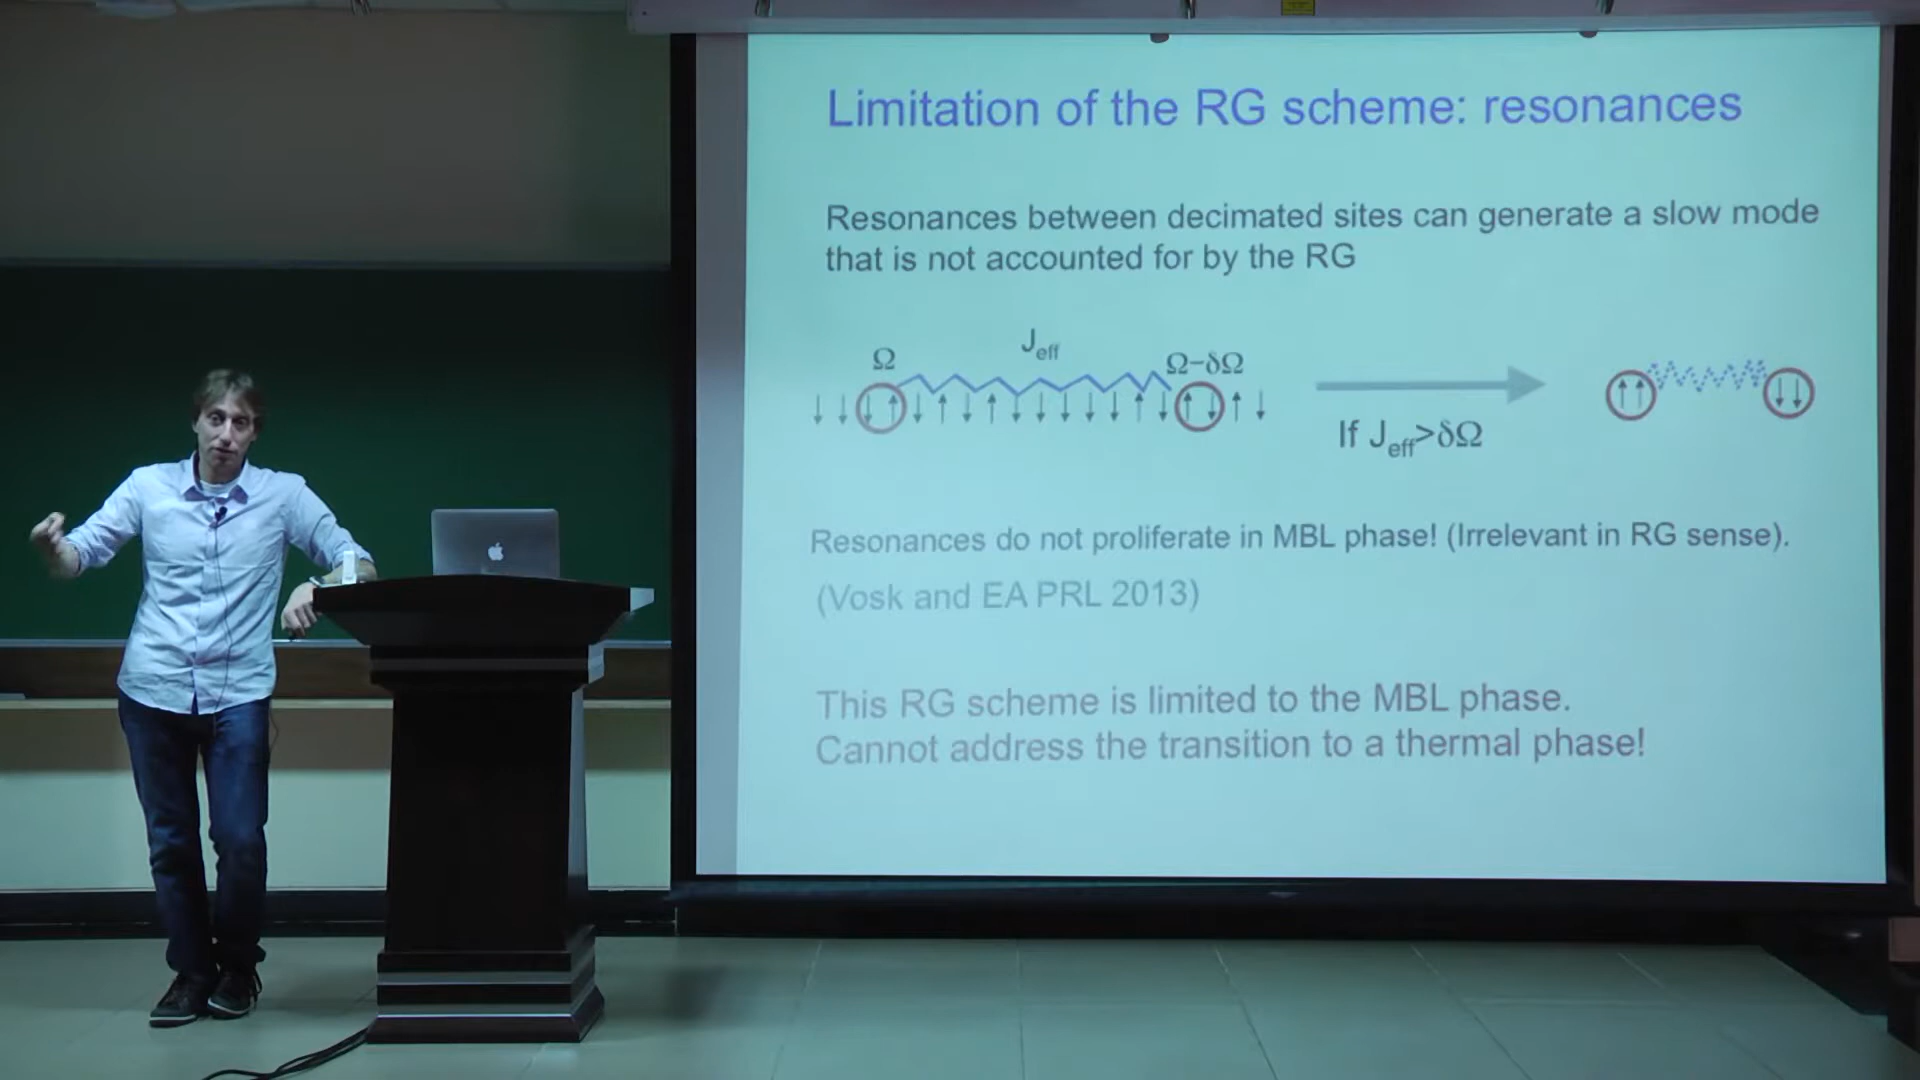 Limitation of the RG scheme: resonances
Resonances between decimated sites can generate a slow mode
that is not accounted for by the RG
Ω
J_eff
Ω−δΩ
If J_eff>δΩ
Resonances do not proliferate in MBL phase! (Irrelevant in RG sense).
(Vosk and EA PRL 2013)
This RG scheme is limited to the MBL phase.
Cannot address the transition to a thermal phase!